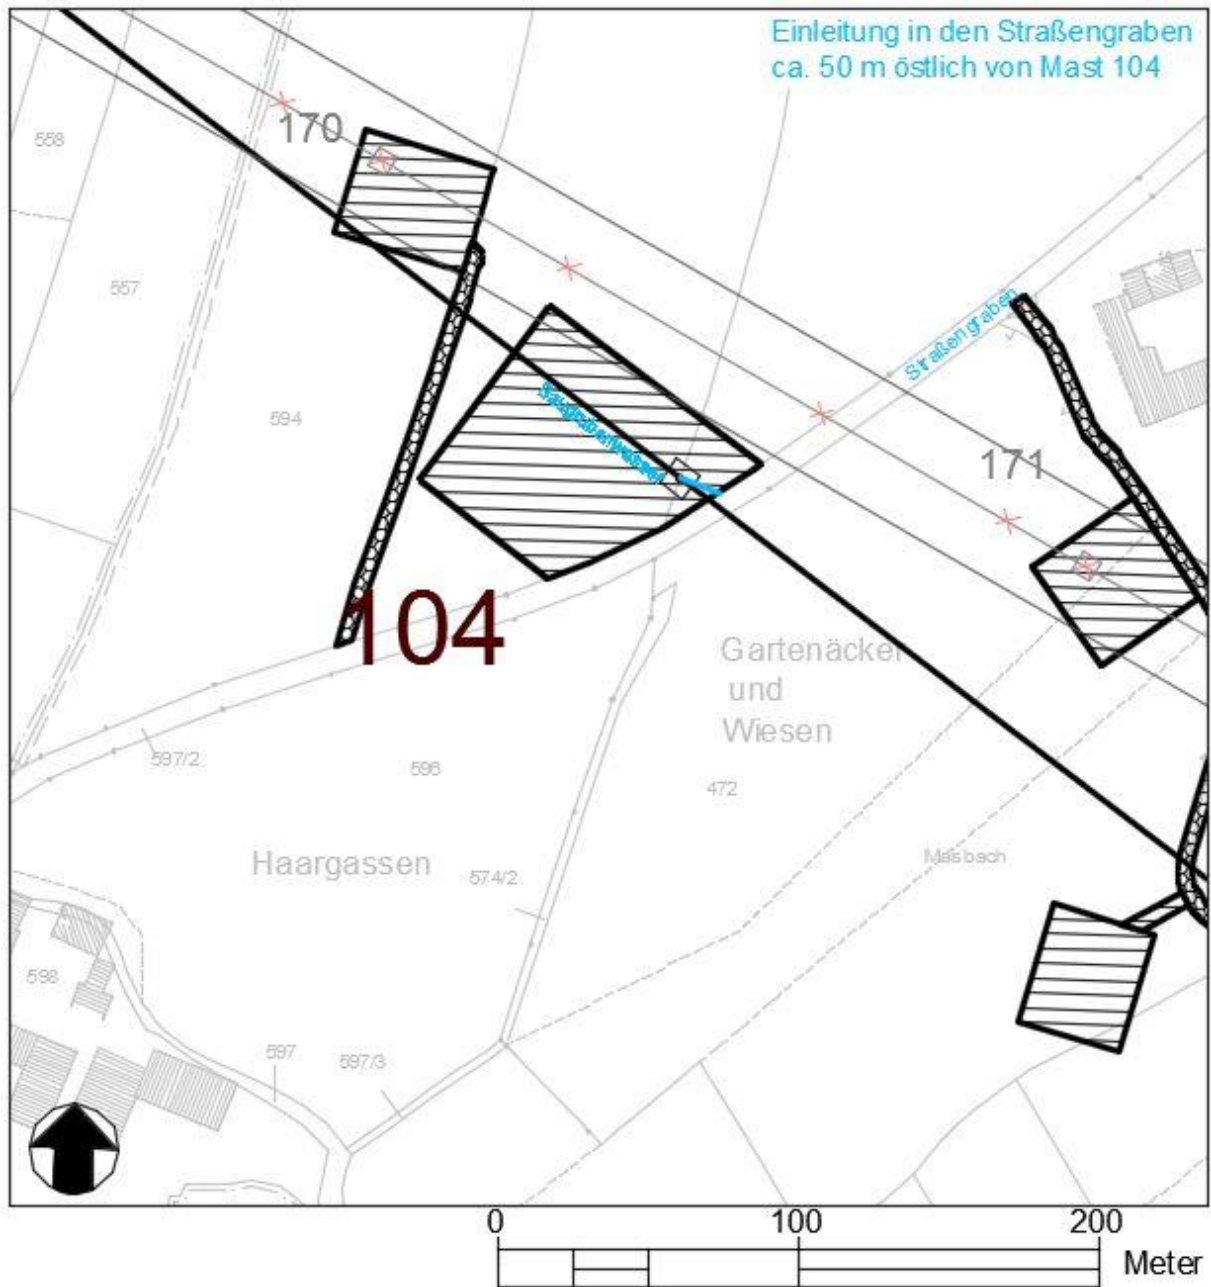 Einleitung in den Straßengraben
ca. 50 m östlich von Mast 104
170
558
557
Straßengraben
594
171
104
Gartenäcker
und
Wiesen
597/2
596
472
Maisbach
Haargassen
574/2
598
597
597/3
0 100 200
Meter